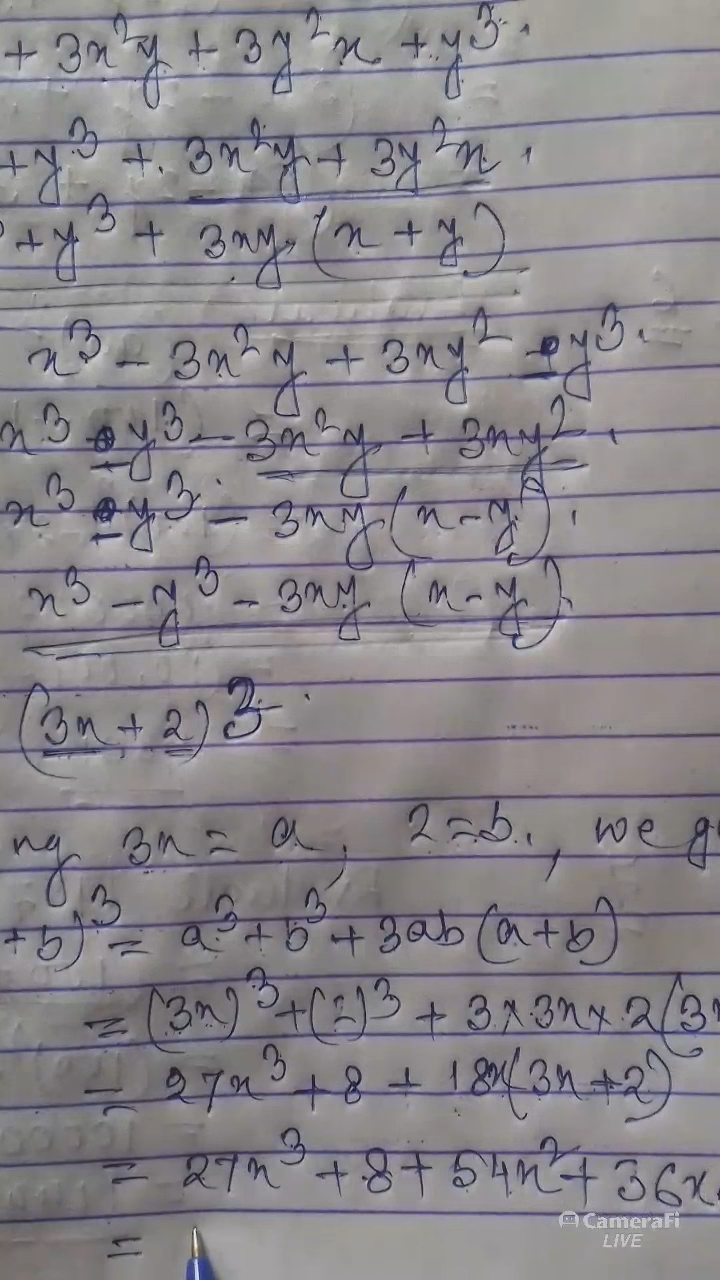 + 3x²y + 3y²x + y³.
+y³ + 3x²y + 3y²x.
+y³ + 3xy (x + y)
x³ - 3x²y + 3xy² - y³.
x³ - y³ - 3x²y + 3xy².
x³ - y³ - 3xy(x-y).
x³ - y³ - 3xy (x-y).
(3x + 2)³
ng 3x = a, 2 = b, we g
+b)³ = a³ + b³ + 3ab(a+b)
= (3x)³ + (2)³ + 3×3x×2(3x
= 27x³ + 8 + 18x(3x+2)
= 27x³ + 8 + 54x² + 36x
=
CameraFi
LIVE